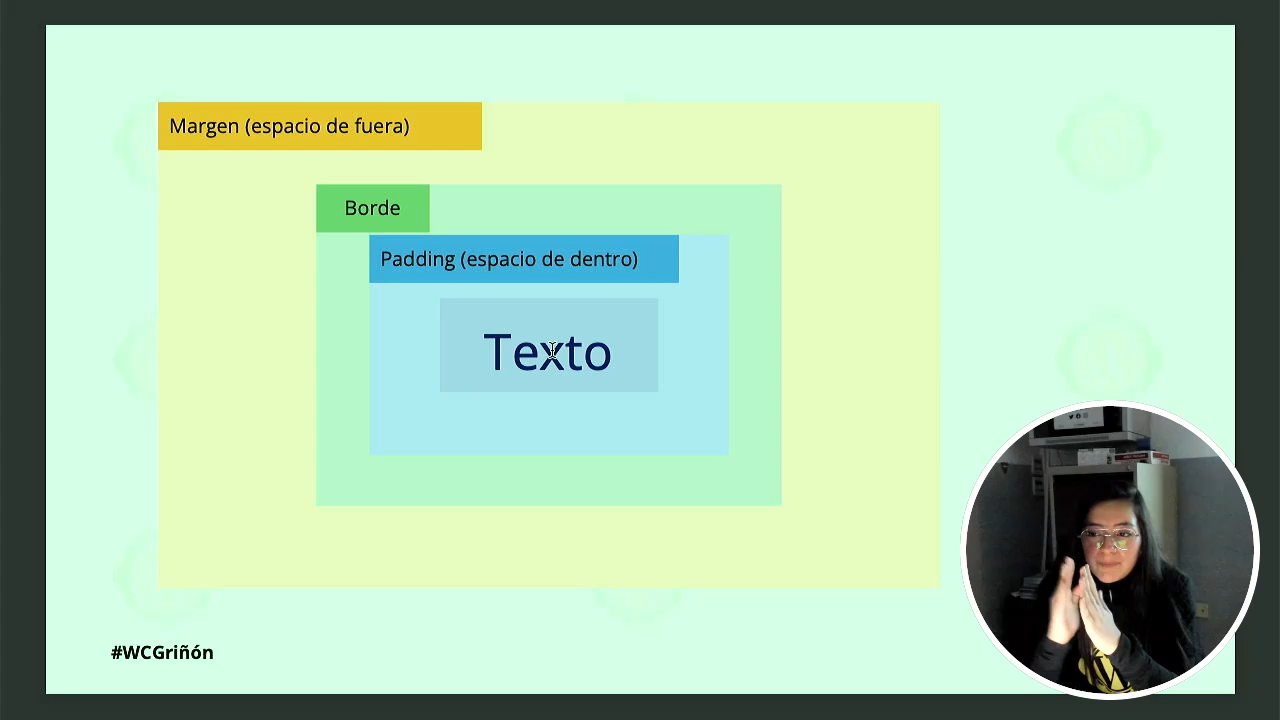 Margen (espacio de fuera)
Borde
Padding (espacio de dentro)
Texto
#WCGriñón